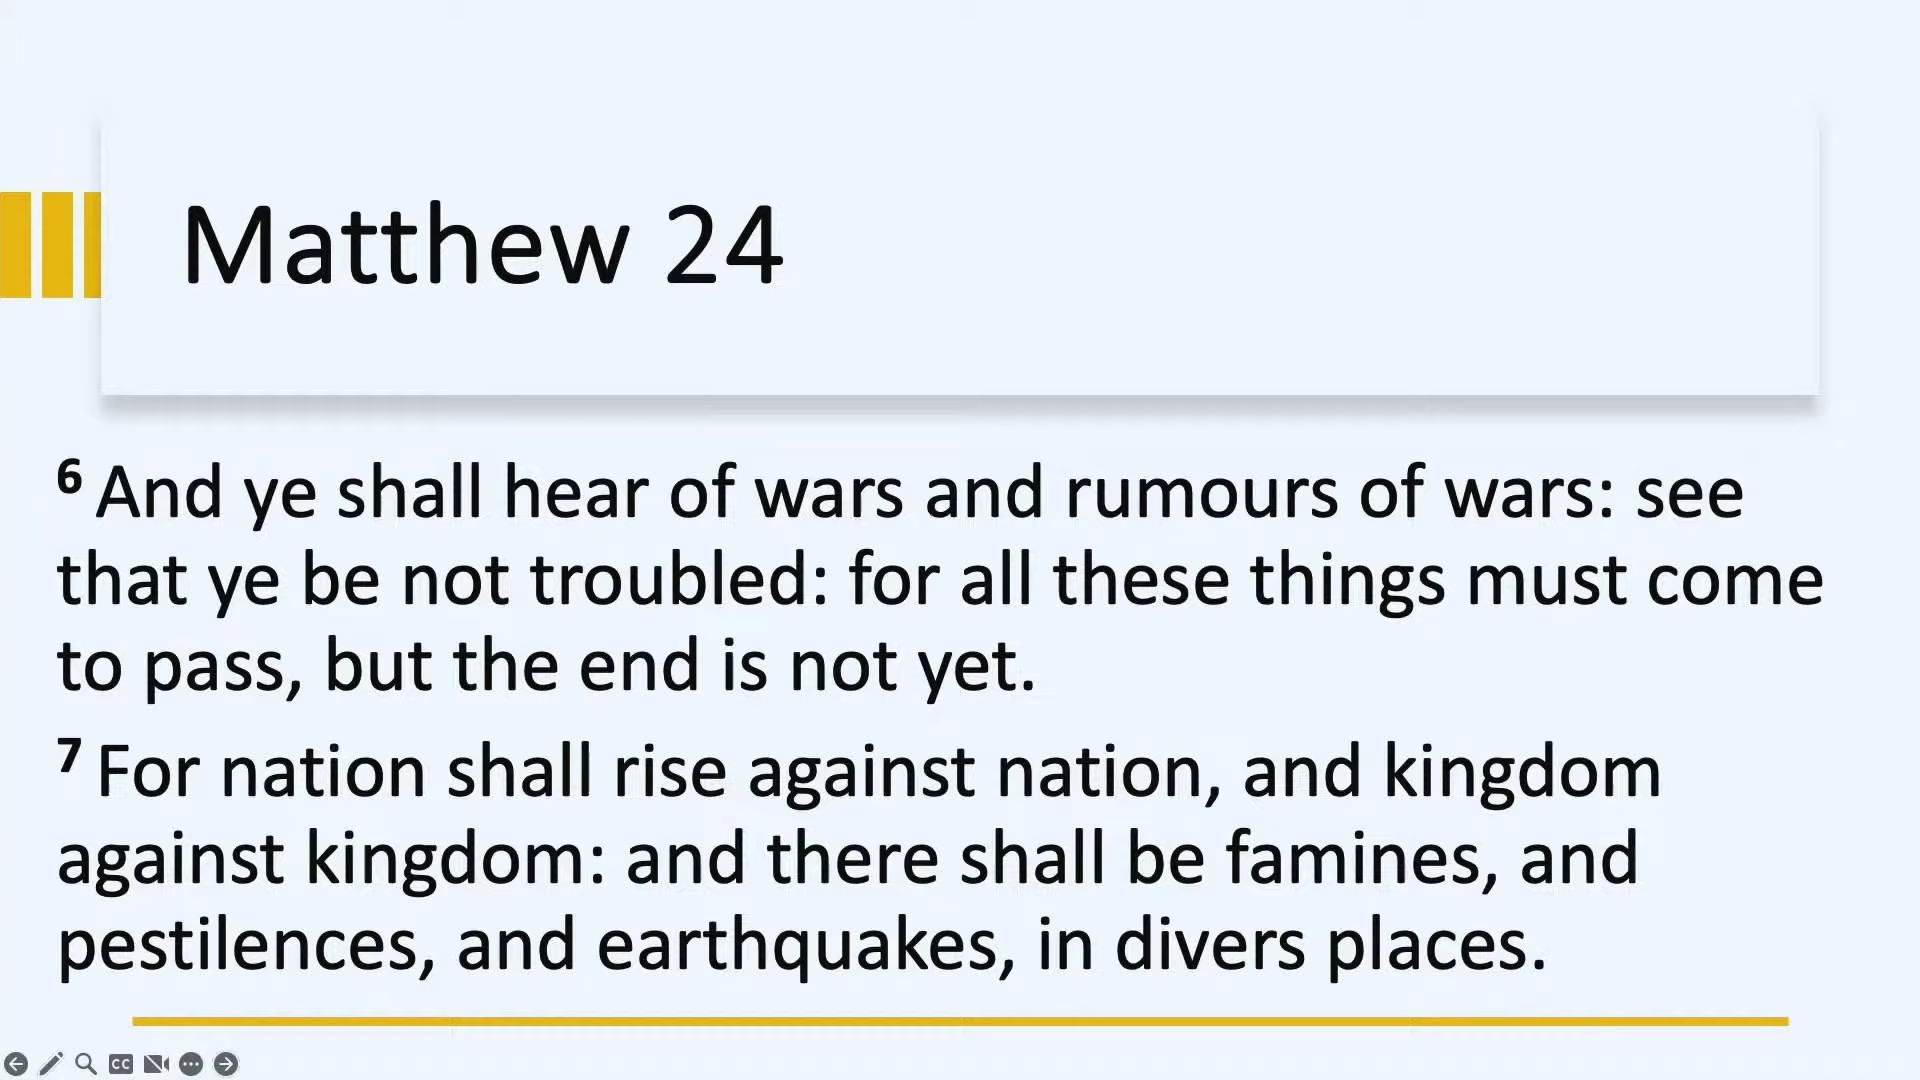 Matthew 24
6 And ye shall hear of wars and rumours of wars: see
that ye be not troubled: for all these things must come
to pass, but the end is not yet.
7 For nation shall rise against nation, and kingdom
against kingdom: and there shall be famines, and
pestilences, and earthquakes, in divers places.
CC